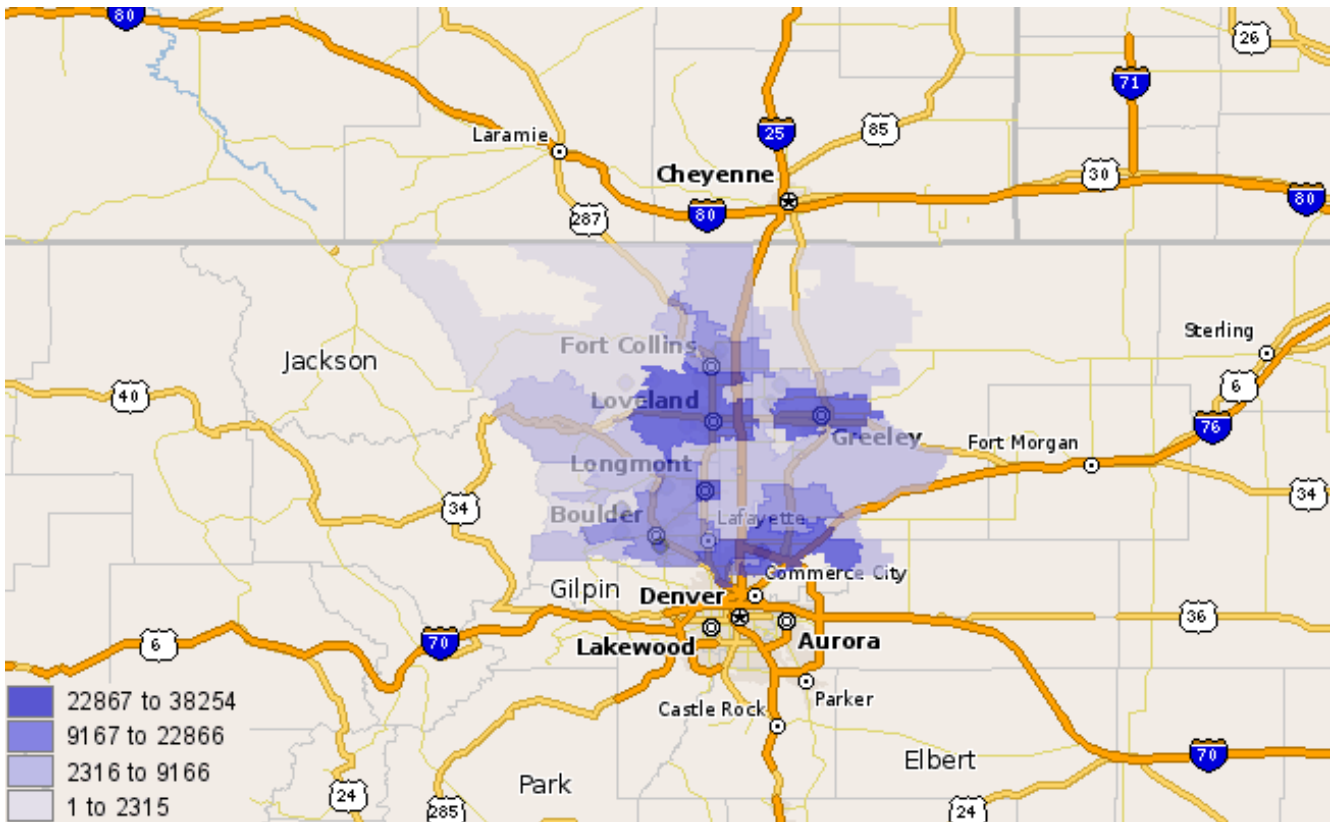 80
26
71
25
85
Laramie
Cheyenne
30
80
80
287
Sterling
Fort Collins
Jackson
6
40
Loveland
Greeley
76
Fort Morgan
Longmont
34
34
Boulder
Lafayette
Commerce City
Gilpin
Denver
36
6
70
Lakewood
Aurora
22867 to 38254
9167 to 22866
2316 to 9166
1 to 2315
Parker
Castle Rock
70
Elbert
Park
24
285
24